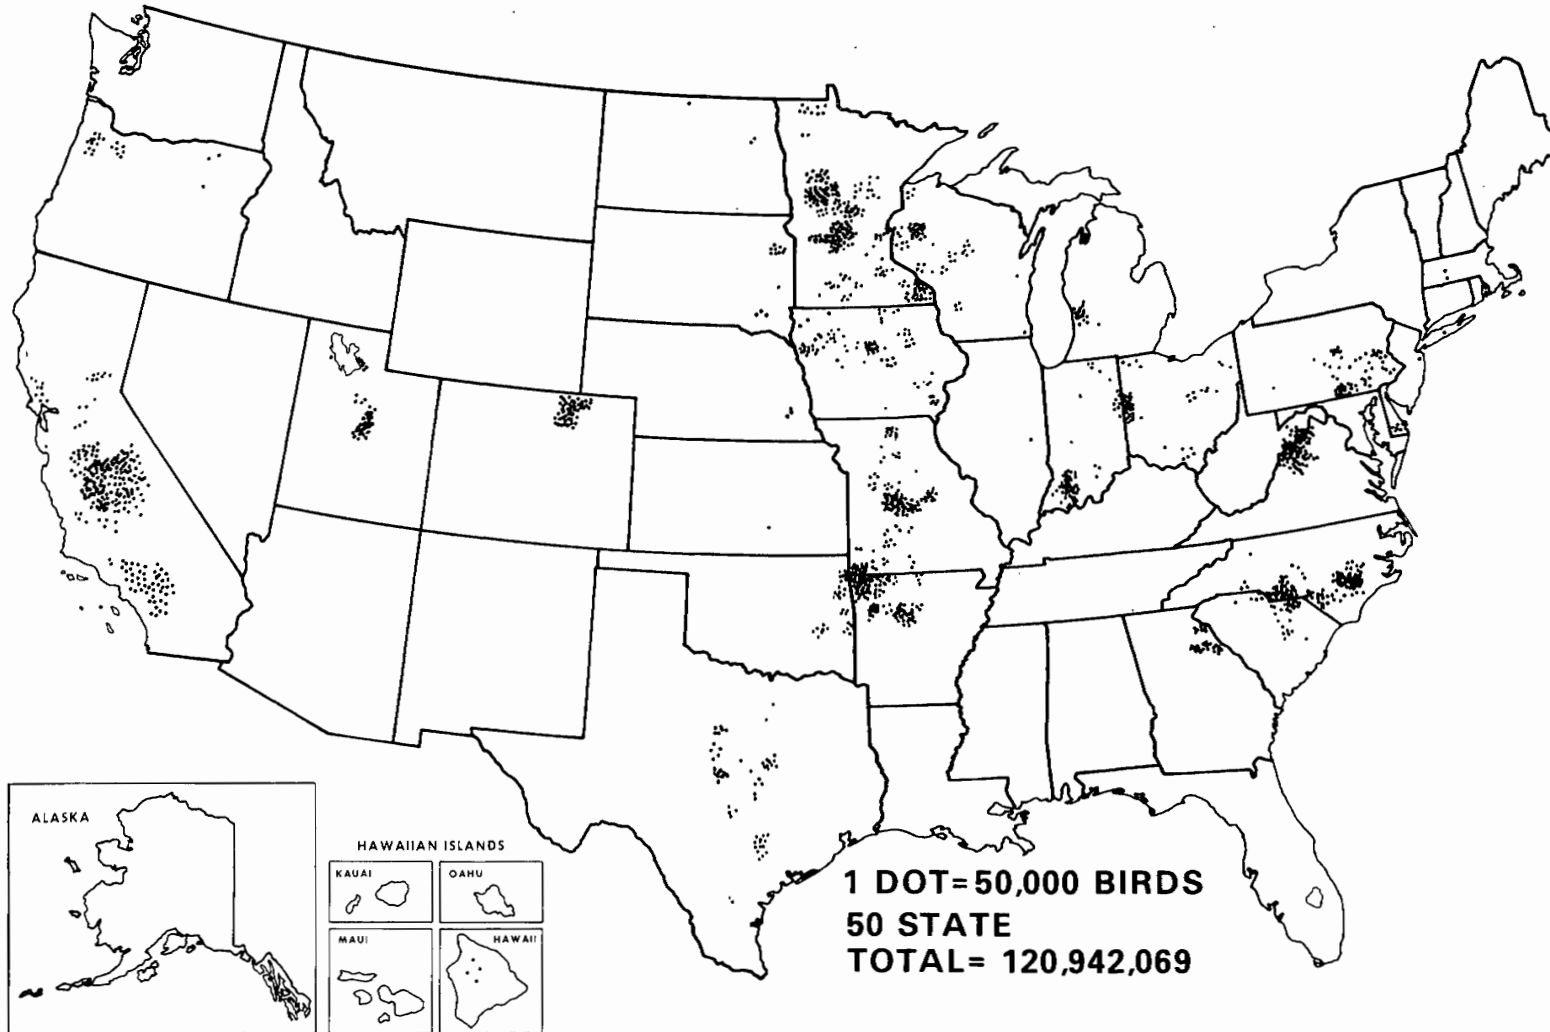 ALASKA
HAWAIIAN ISLANDS
KAUAI
OAHU
MAUI
HAWAII
1 DOT=50,000 BIRDS
50 STATE
TOTAL= 120,942,069